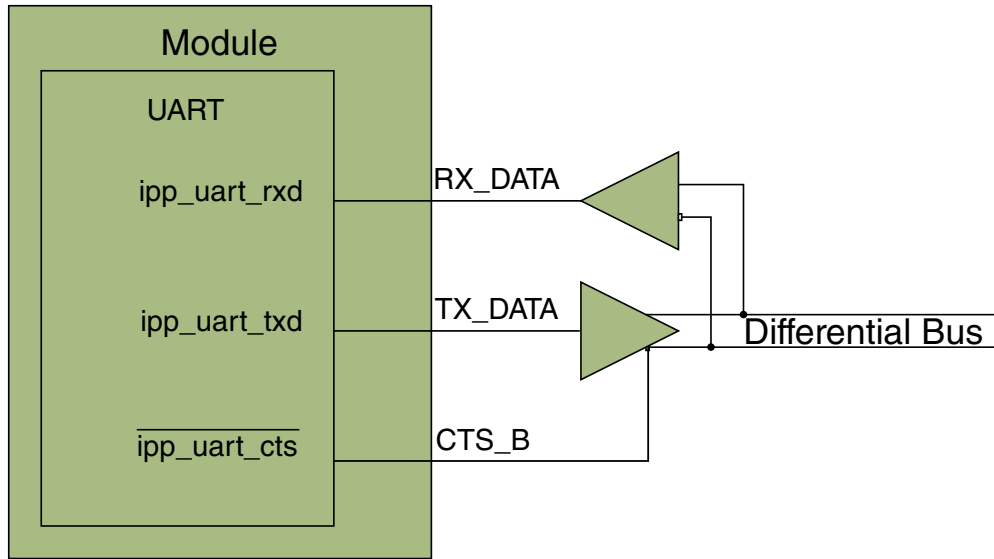 Module
UART
ipp_uart_rxd
RX_DATA
ipp_uart_txd
TX_DATA
Differential Bus
ipp_uart_cts
CTS_B